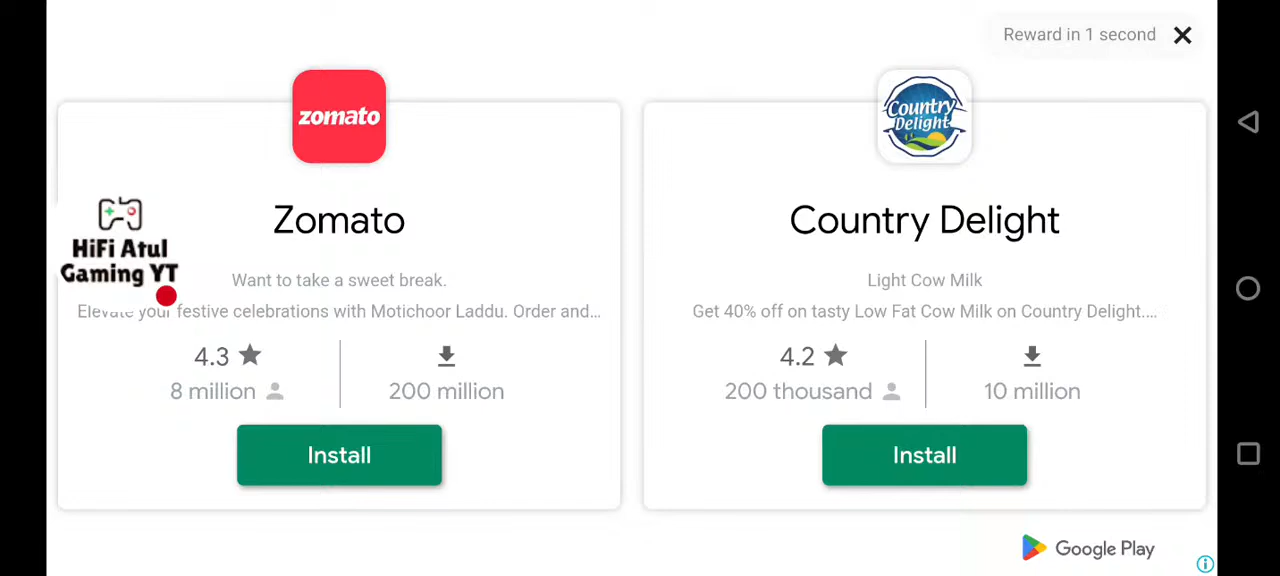 Reward in 1 second
zomato
Country
Delight
Zomato
Want to take a sweet break.
Elevate your festive celebrations with Motichoor Laddu. Order and...
4.3
8 million
200 million
Install
Country Delight
Light Cow Milk
Get 40% off on tasty Low Fat Cow Milk on Country Delight....
4.2
200 thousand
10 million
Install
HiFi Atul
Gaming YT
Google Play